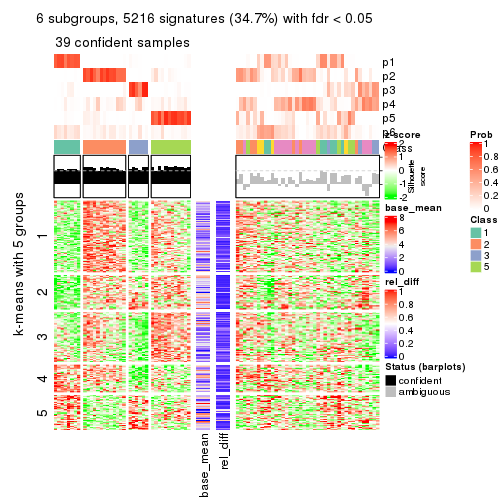 6 subgroups, 5216 signatures (34.7%) with fdr < 0.05
39 confident samples
p1
p2
p3
p4
p5
p6
Class
z-score
2
1
0
-1
-2
Silhouette
score
Prob
1
0.8
0.6
0.4
0.2
0
base_mean
8
6
4
2
0
Class
1
2
3
5
rel_diff
1
0.8
0.6
0.4
0.2
0
Status (barplots)
confident
ambiguous
k-means with 5 groups
1
2
3
4
5
base_mean
rel_diff